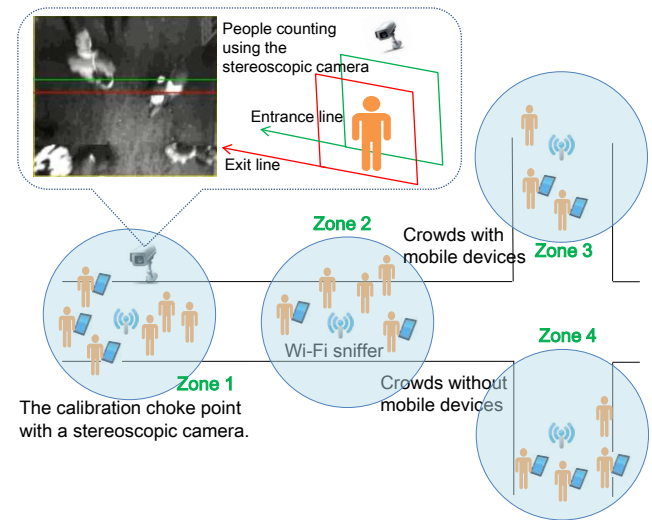 People counting
using the
stereoscopic camera
Entrance line
Exit line
Zone 2
Crowds with
mobile devices
Zone 3
Wi-Fi sniffer
Zone 4
Zone 1
Crowds without
mobile devices
The calibration choke point
with a stereoscopic camera.